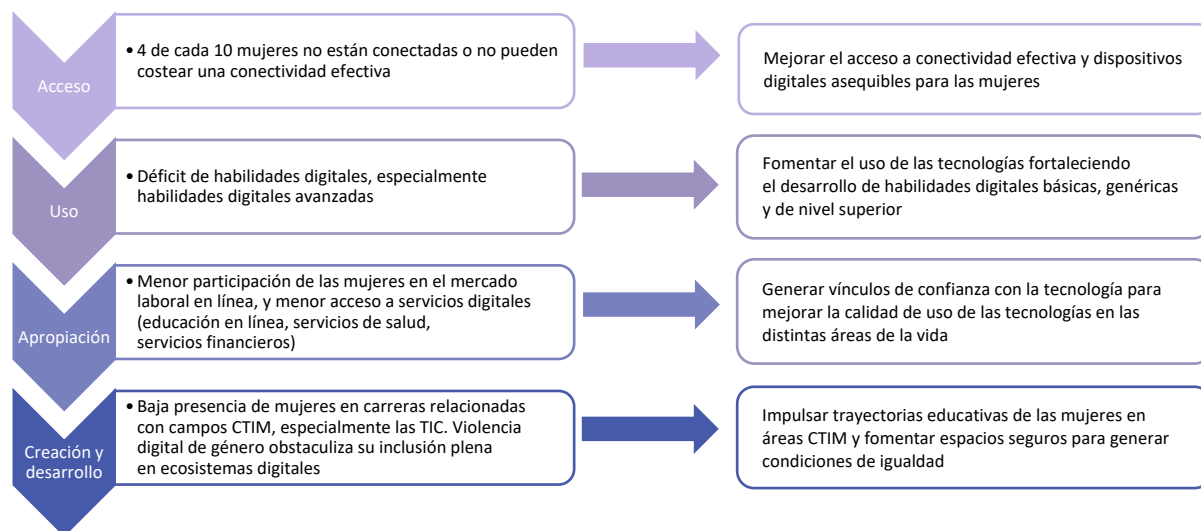 Acceso
• 4 de cada 10 mujeres no están conectadas o no pueden
costear una conectividad efectiva
Mejorar el acceso a conectividad efectiva y dispositivos
digitales asequibles para las mujeres
Uso
• Déficit de habilidades digitales, especialmente
habilidades digitales avanzadas
Fomentar el uso de las tecnologías fortaleciendo
el desarrollo de habilidades digitales básicas, genéricas
y de nivel superior
Apropiación
• Menor participación de las mujeres en el mercado
laboral en línea, y menor acceso a servicios digitales
(educación en línea, servicios de salud,
servicios financieros)
Generar vínculos de confianza con la tecnología para
mejorar la calidad de uso de las tecnologías en las
distintas áreas de la vida
Creación y
desarrollo
• Baja presencia de mujeres en carreras relacionadas
con campos CTIM, especialmente las TIC. Violencia
digital de género obstaculiza su inclusión plena
en ecosistemas digitales
Impulsar trayectorias educativas de las mujeres en
áreas CTIM y fomentar espacios seguros para generar
condiciones de igualdad